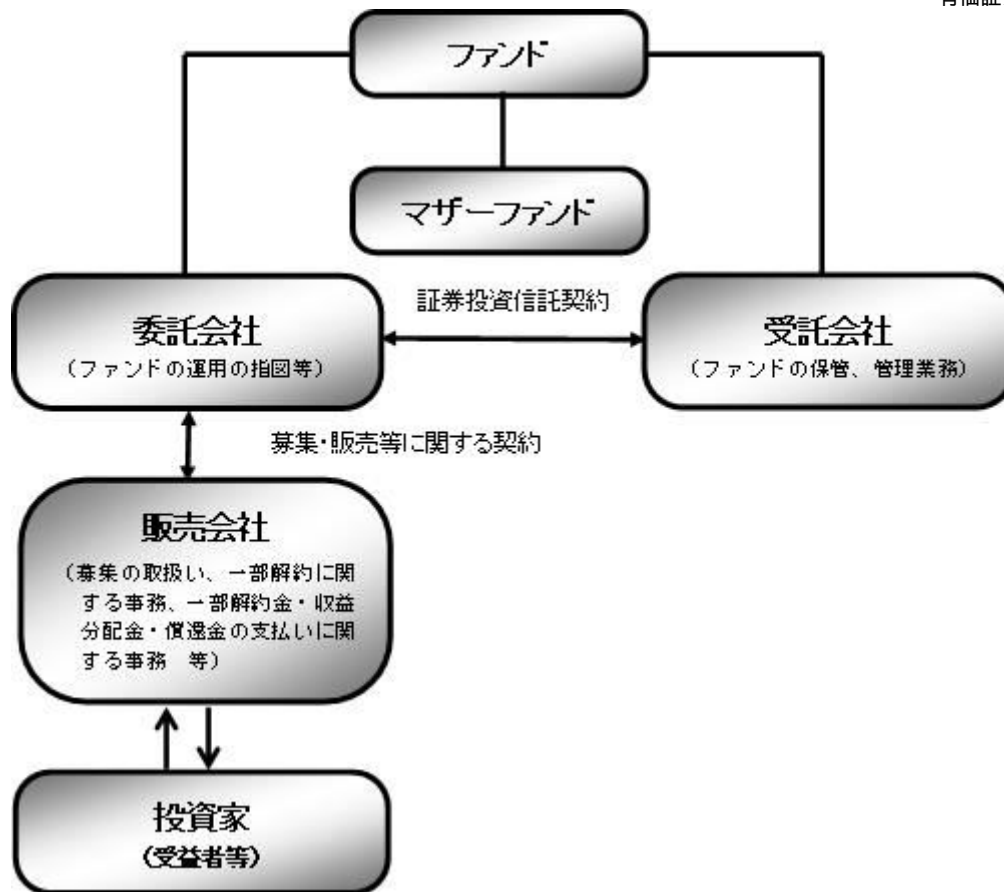 ファンド
マザーファンド
証券投資信託契約
委託会社
（ファンドの運用の指図等）
受託会社
（ファンドの保管、管理業務）
募集・販売等に関する契約
販売会社
（募集の取扱い、一部解約に関
する事務、一部解約金・収益
分配金・償還金の支払いに関
する事務　等）
投資家
（受益者等）